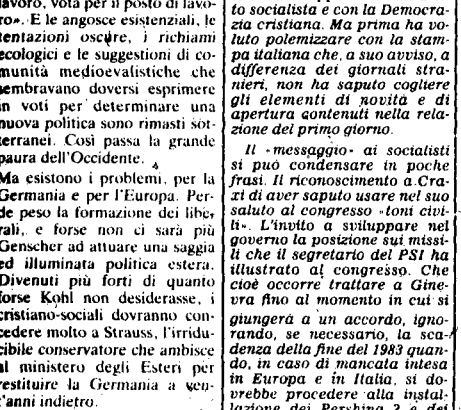 lavoro, vota per il posto di lavo-
ro». E le angosce esistenziali, le
tentazioni oscure, i richiami
ecologici e le suggestioni di co-
munità medioevalistiche che
sembravano doversi esprimere
in voti per determinare una
nuova politica sono rimasti sot-
terranei. Così passa la grande
paura dell'Occidente.
Ma esistono i problemi, per la
Germania e per l'Europa. Per-
de peso la formazione dei libe-
rali, e forse non ci sarà più
Genscher ad attuare una saggia
ed illuminata politica estera.
Divenuti più forti di quanto
forse Kohl non desiderasse, i
cristiano-sociali dovranno con-
cedere molto a Strauss, l'irridu-
cibile conservatore che ambisce
al ministero degli Esteri per
restituire la Germania a ven-
t'anni indietro.
to socialista e con la Democra-
zia cristiana. Ma prima ha vo-
luto polemizzare con la stam-
pa italiana che, a suo avviso, a
differenza dei giornali stra-
nieri, non ha saputo cogliere
gli elementi di novità e di
apertura contenuti nella rela-
zione del primo giorno.
Il «messaggio» ai socialisti
si può condensare in poche
frasi. Il riconoscimento a Cra-
xi di aver saputo usare nel suo
saluto al congresso «toni civi-
li». L'invito a sviluppare nel
governo la posizione sui missi-
li che il segretario del PSI ha
illustrato al congresso. Che
cioè occorre trattare a Gine-
vra fino al momento in cui si
giungerà a un accordo, igno-
rando, se necessario, la sca-
denza della fine del 1983 quan-
do, in caso di mancata intesa
in Europa e in Italia, si do-
vrebbe procedere alla instal-
lazione dei Pershing 2 e dei